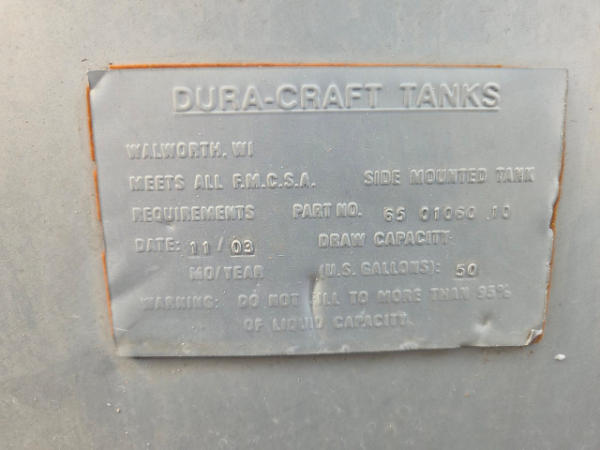 DURA-CRAFT TANKS
WALWORTH, WI
MEETS ALL F.M.C.S.A. SIDE MOUNTED TANK
REQUIREMENTS PART NO. 65 01060 10
DATE: 11/03 DRAW CAPACITY
MO/YEAR (U.S. GALLONS): 50
WARNING: DO NOT FILL TO MORE THAN 95%
OF LIQUID CAPACITY.